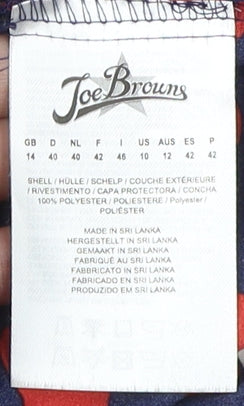 Joe Browns
GB D NL F I US AUS ES P
14 40 40 42 46 10 12 42 42
SHELL / HÜLLE / SCHELP / COUCHE EXTÉRIEURE
/ RIVESTIMENTO / CAPA PROTECTORA / CONCHA
100% POLYESTER / POLIESTERE / Polyester /
POLIÉSTER
MADE IN SRI LANKA
HERGESTELLT IN SRI LANKA
GEMAAKT IN SRI LANKA
FABRIQUÉ AU SRI LANKA
FABBRICATO IN SRI LANKA
FABRICADO EN SRI LANKA
PRODUZIDO EM SRI LANKA